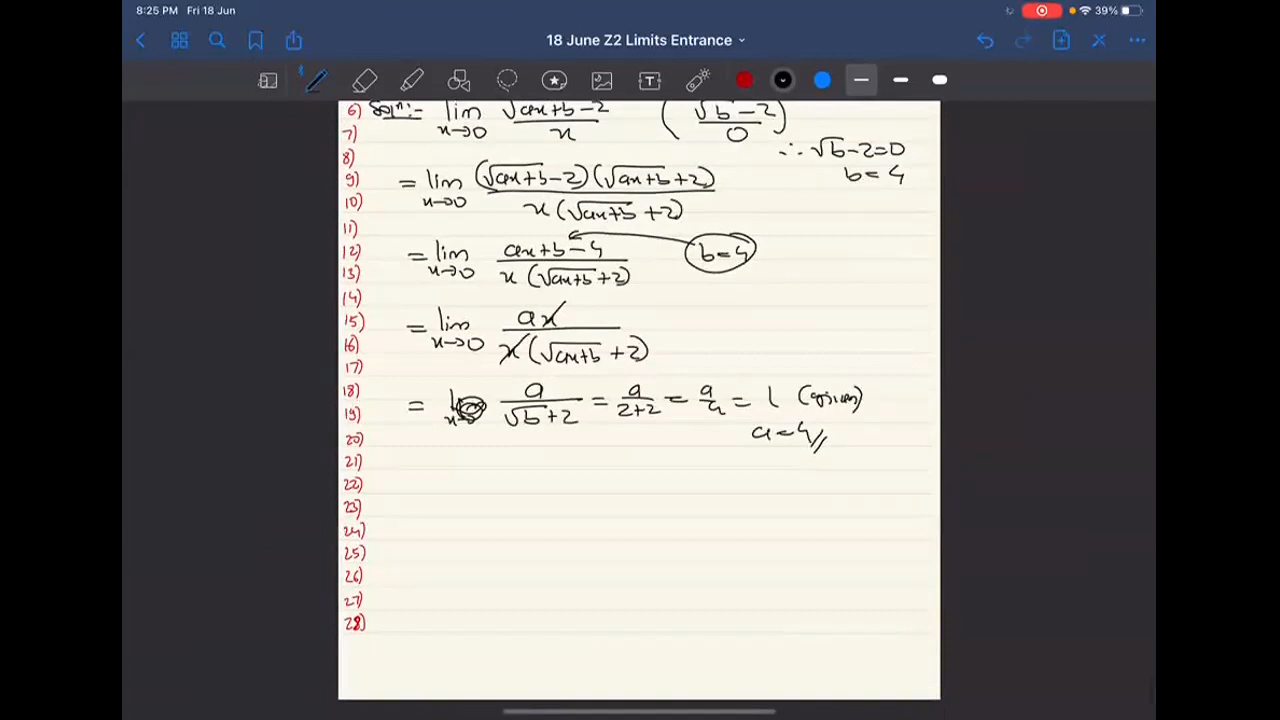 8:25 PM Fri 18 Jun 39%
18 June Z2 Limits Entrance
6) Solⁿ:- lim x→0 √(ax+b) - 2 / x ( √b - 2 / 0 )
7)
∴ √b - 2 = 0
8)
b = 4
9) = lim x→0 (√(ax+b) - 2)(√(ax+b) + 2) / x(√(ax+b) + 2)
10)
11)
12) = lim x→0 ax+b-4 / x(√(ax+b) + 2) b=4
13)
14)
15) = lim x→0 ax / x(√(ax+b) + 2)
16)
17)
18) = a / √b + 2 = a / 2+2 = a/4 = 1 (given)
19)
a = 4//
20)
21)
22)
23)
24)
25)
26)
27)
28)